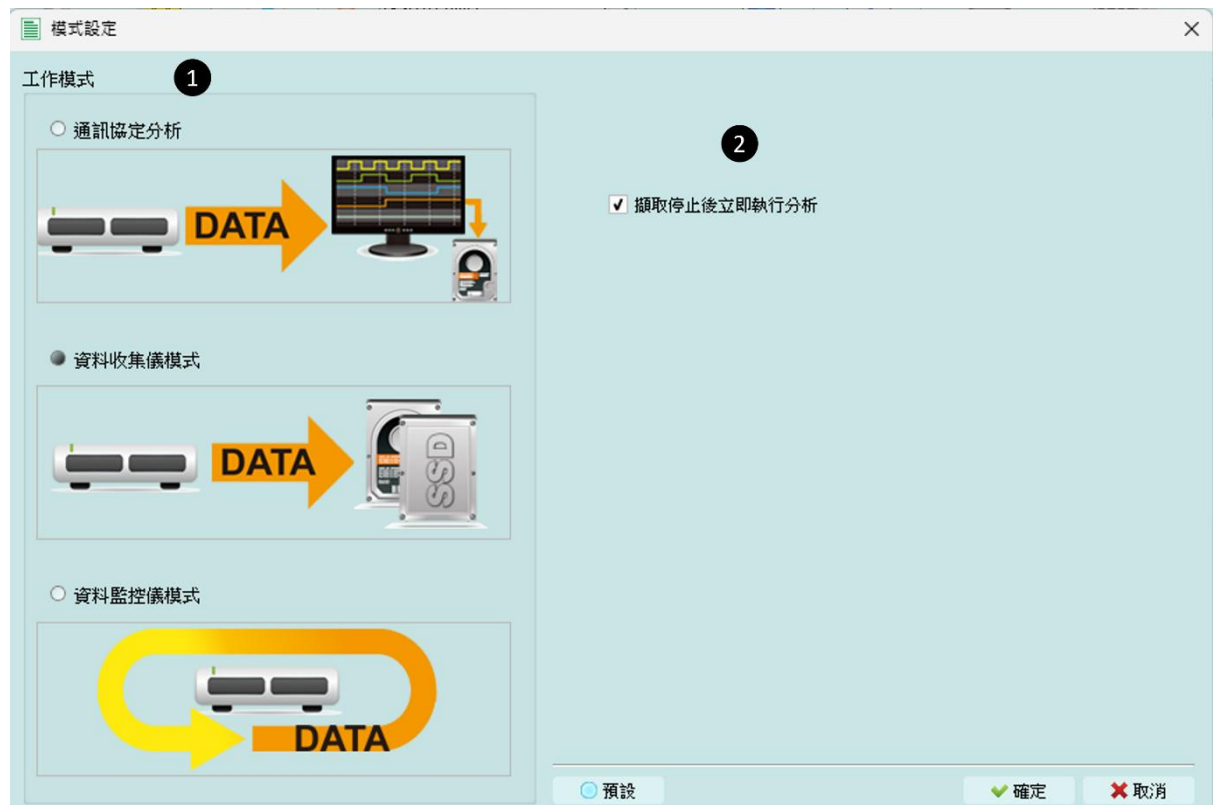 模式設定
工作模式
1
通訊協定分析
DATA
資料收集儀模式
DATA
SSD
資料監控儀模式
DATA
2
擷取停止後立即執行分析
預設
確定
取消